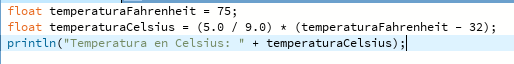 float temperaturaFahrenheit = 75;
float temperaturaCelsius = (5.0 / 9.0) * (temperaturaFahrenheit - 32);
println("Temperatura en Celsius: " + temperaturaCelsius);